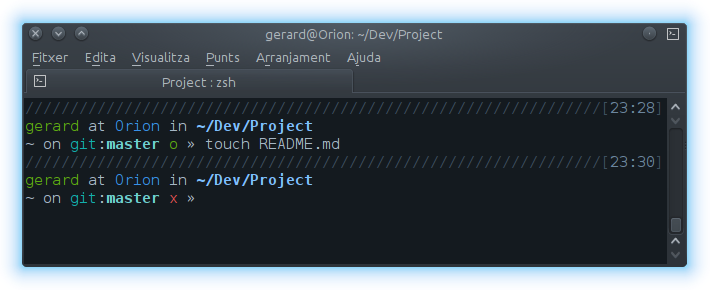 gerard@Orion: ~/Dev/Project
Fitxer Edita Visualitza Punts Arranjament Ajuda
Project : zsh
////////////////////////////////////////////////////////////////[23:28]
gerard at Orion in ~/Dev/Project
~ on git:master o » touch README.md
////////////////////////////////////////////////////////////////[23:30]
gerard at Orion in ~/Dev/Project
~ on git:master x »